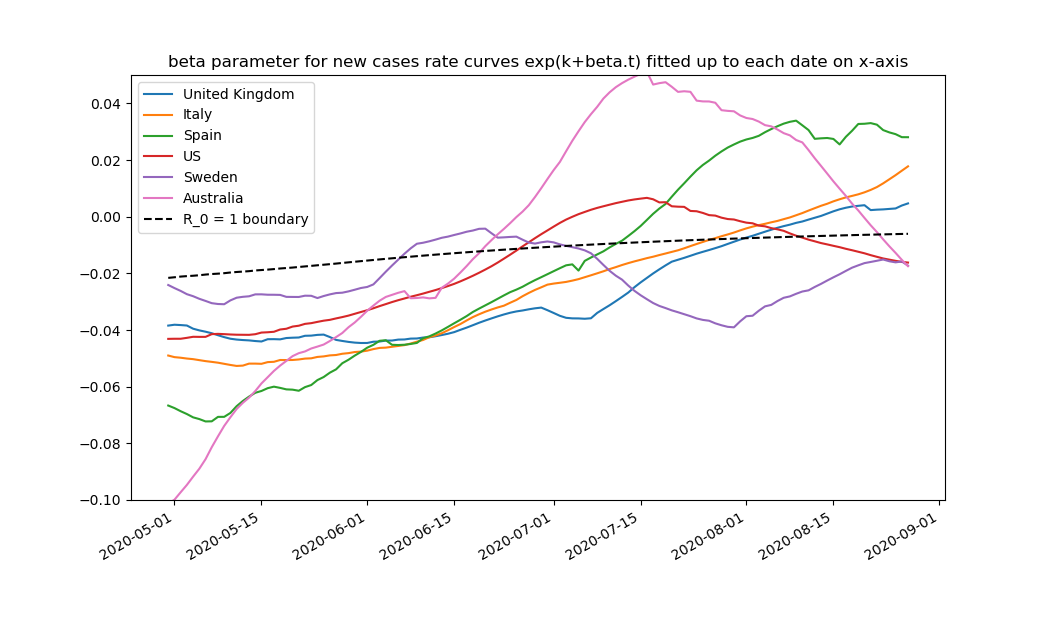 beta parameter for new cases rate curves exp(k+beta.t) fitted up to each date on x-axis
United Kingdom
Italy
Spain
US
Sweden
Australia
R_0 = 1 boundary
0.04
0.02
0.00
−0.02
−0.04
−0.06
−0.08
−0.10
2020-05-01
2020-05-15
2020-06-01
2020-06-15
2020-07-01
2020-07-15
2020-08-01
2020-08-15
2020-09-01